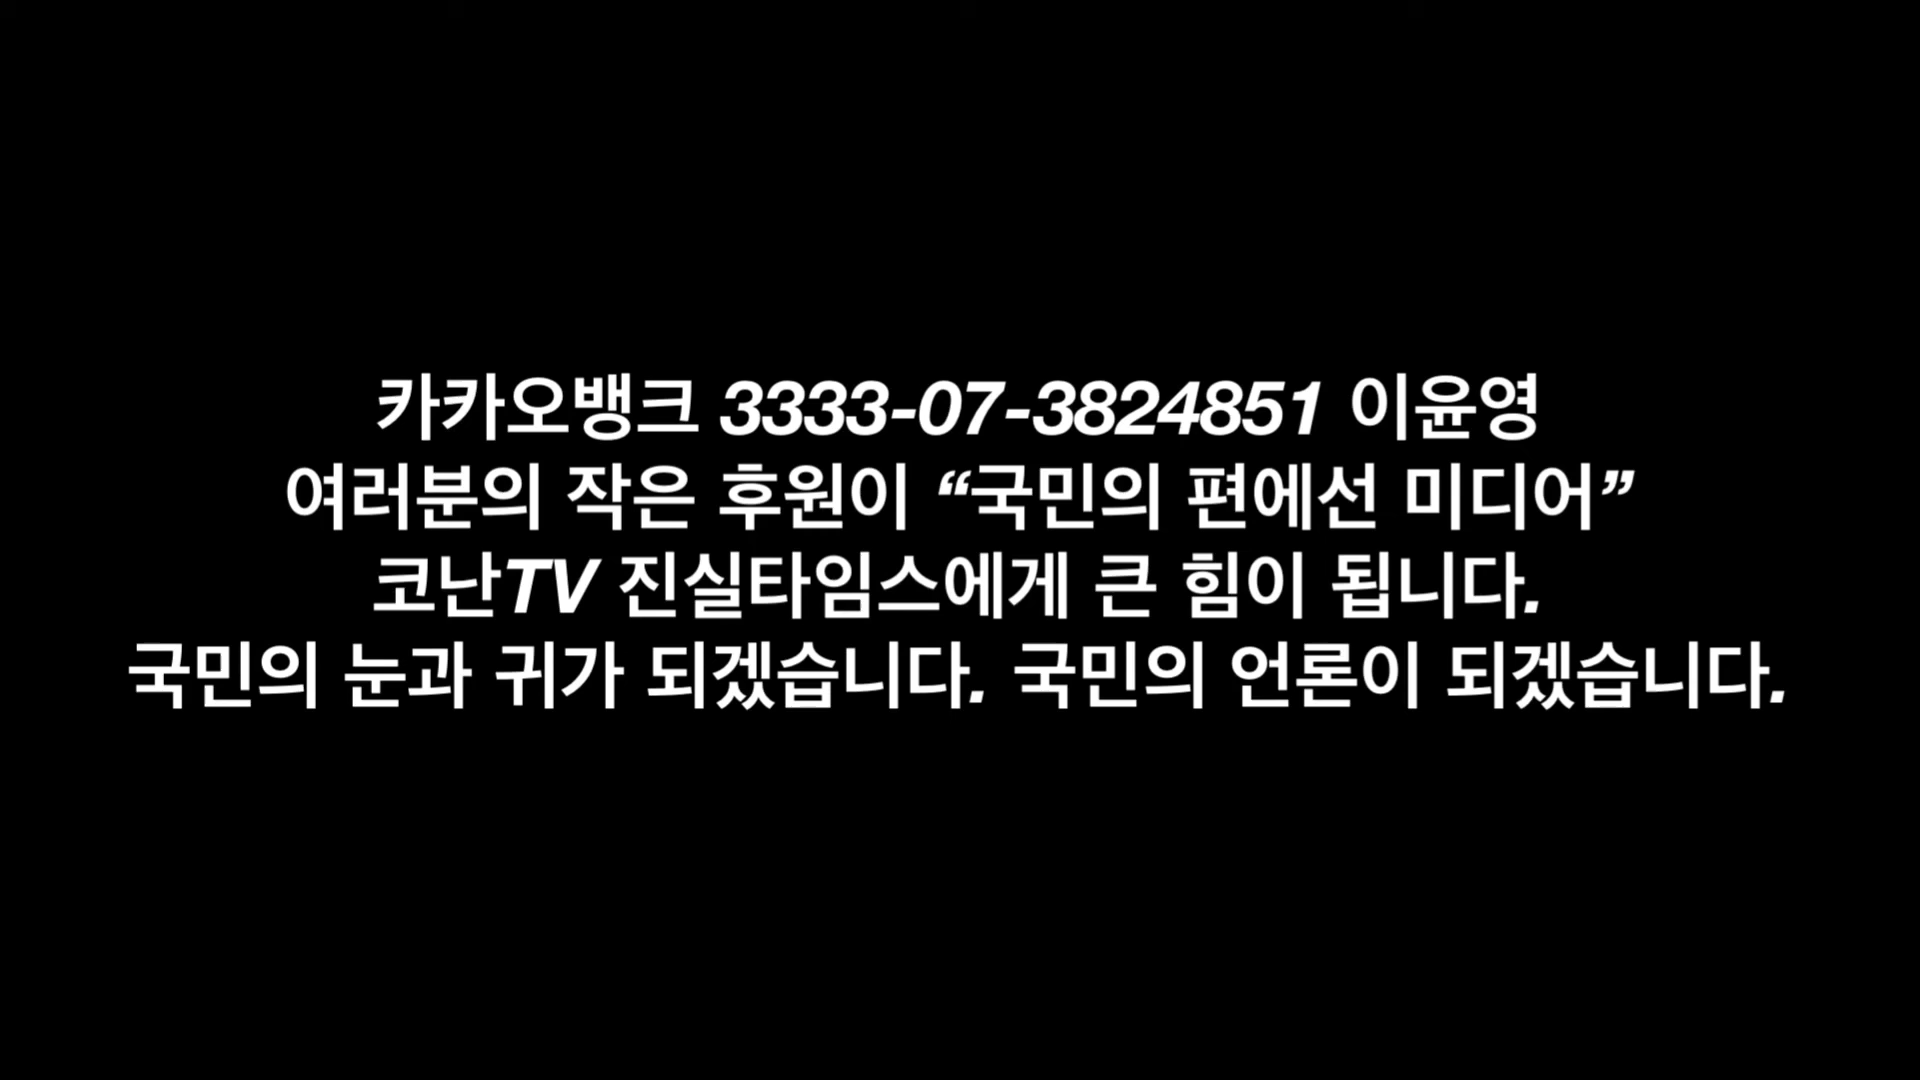 카카오뱅크 3333-07-3824851 이윤영
여러분의 작은 후원이 “국민의 편에선 미디어”
코난TV 진실타임스에게 큰 힘이 됩니다.
국민의 눈과 귀가 되겠습니다. 국민의 언론이 되겠습니다.